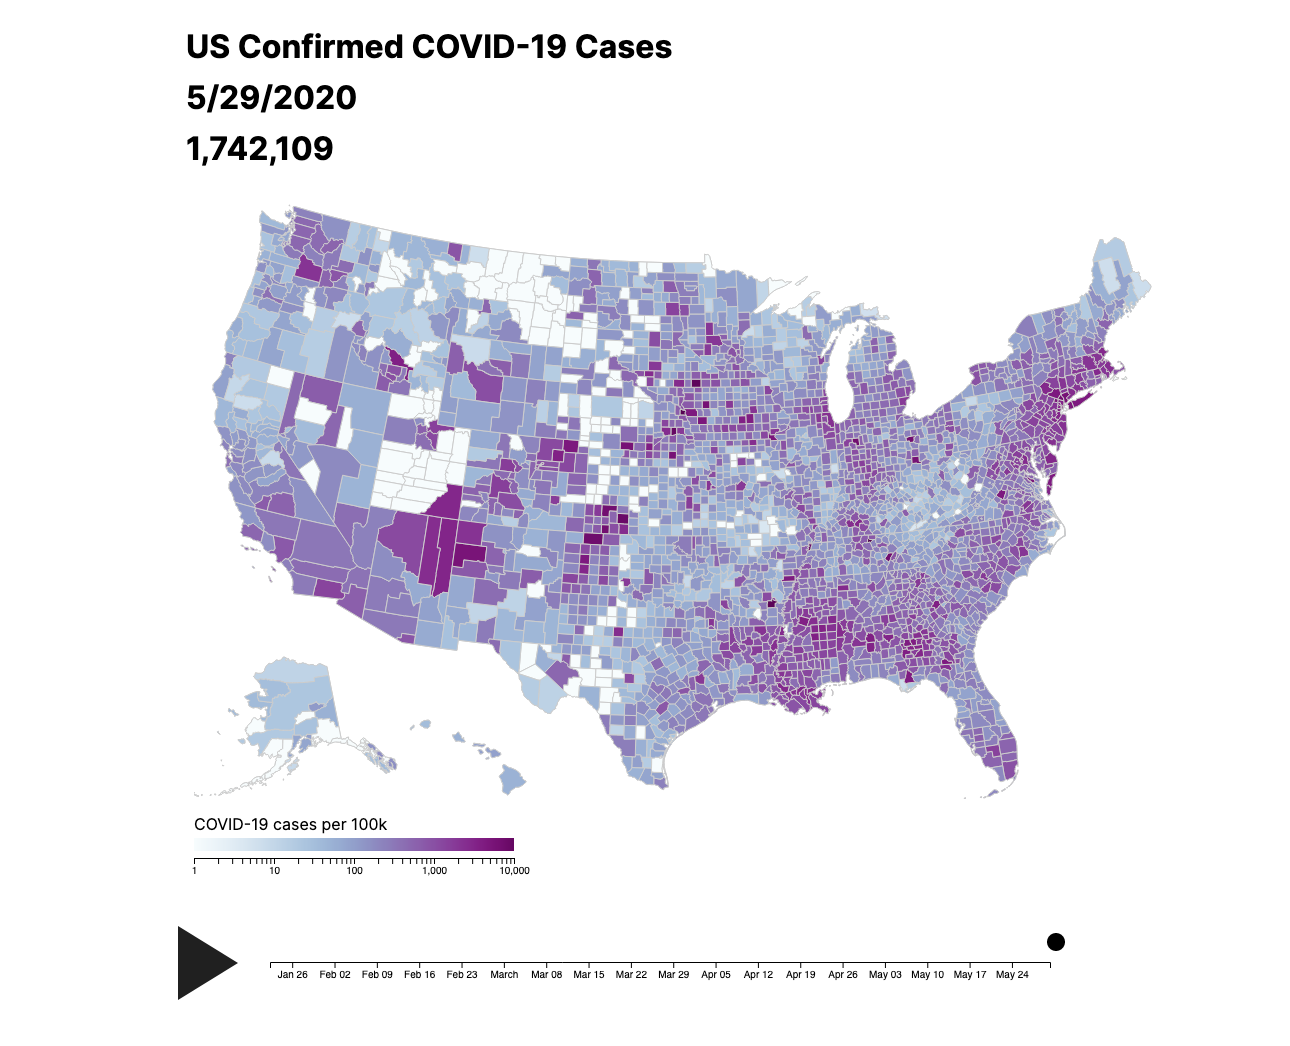 US Confirmed COVID-19 Cases
5/29/2020
1,742,109
COVID-19 cases per 100k
1 10 100 1,000 10,000
Jan 26 Feb 02 Feb 09 Feb 16 Feb 23 March Mar 08 Mar 15 Mar 22 Mar 29 Apr 05 Apr 12 Apr 19 Apr 26 May 03 May 10 May 17 May 24